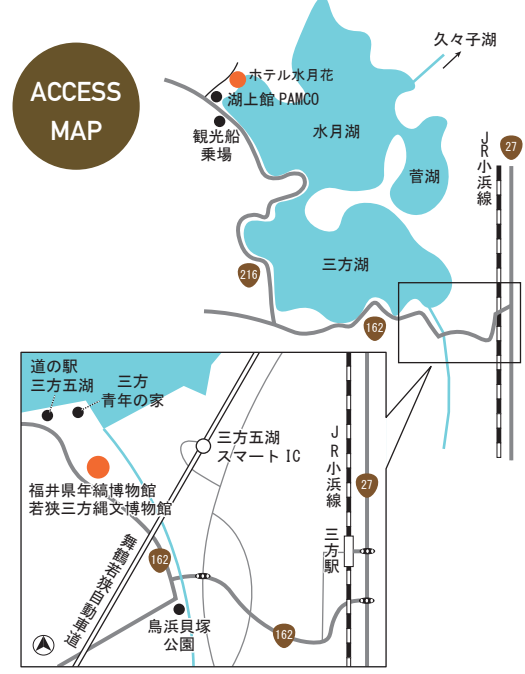 ACCESS
MAP
久々子湖
ホテル水月花
湖上館 PAMCO
観光船
乗場
水月湖
菅湖
JR小浜線
27
三方湖
216
162
道の駅
三方五湖
三方
青年の家
三方五湖
スマート IC
福井県年縞博物館
若狭三方縄文博物館
JR小浜線
27
三方駅
舞鶴若狭自動車道
162
鳥浜貝塚
公園
162